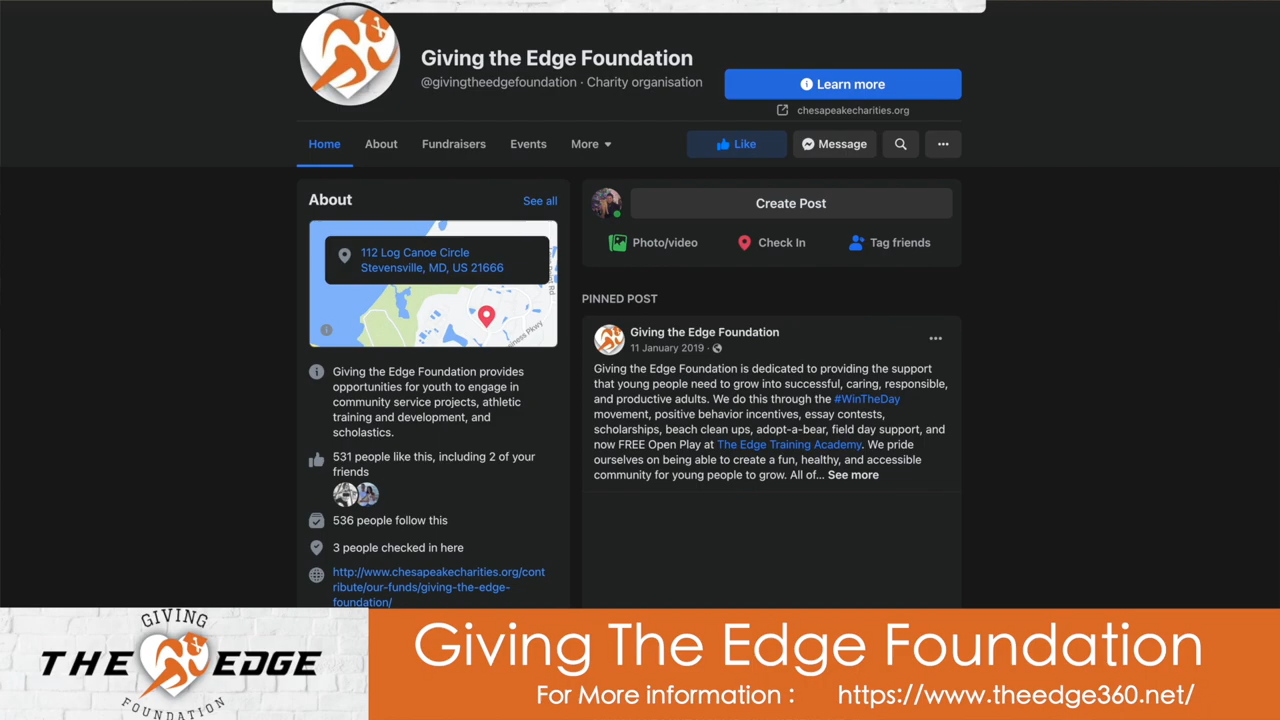 Giving the Edge Foundation
@givingtheedgefoundation · Charity organisation
Learn more
chesapeakecharities.org
Home
About
Fundraisers
Events
More
Like
Message
About
See all
112 Log Canoe Circle
Stevensville, MD, US 21666
iness Pkwy
Giving the Edge Foundation provides
opportunities for youth to engage in
community service projects, athletic
training and development, and
scholastics.
531 people like this, including 2 of your
friends
536 people follow this
3 people checked in here
http://www.chesapeakecharities.org/cont
ribute/our-funds/giving-the-edge-
foundation/
Create Post
Photo/video
Check In
Tag friends
PINNED POST
Giving the Edge Foundation
11 January 2019 ·
Giving the Edge Foundation is dedicated to providing the support
that young people need to grow into successful, caring, responsible,
and productive adults. We do this through the #WinTheDay
movement, positive behavior incentives, essay contests,
scholarships, beach clean ups, adopt-a-bear, field day support, and
now FREE Open Play at The Edge Training Academy. We pride
ourselves on being able to create a fun, healthy, and accessible
community for young people to grow. All of... See more
GIVING
THE EDGE
FOUNDATION
Giving The Edge Foundation
For More information : https://www.theedge360.net/